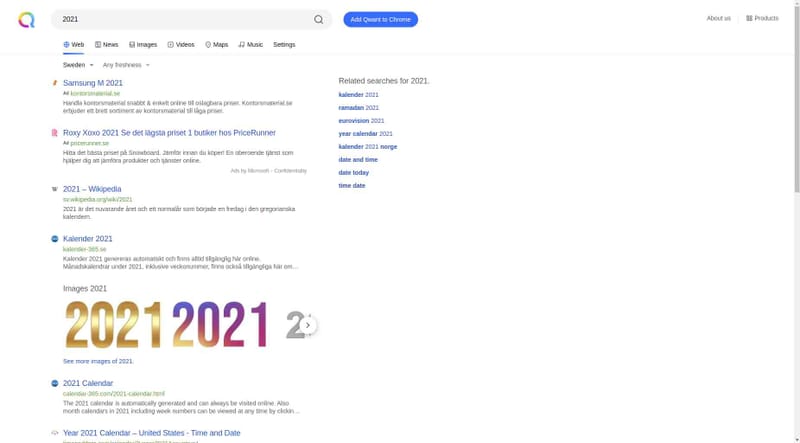 2021
Add Qwant to Chrome
About us
Products
Web
News
Images
Videos
Maps
Music
Settings
Sweden
Any freshness
Samsung M 2021
Ad kontorsmaterial.se
Handla kontorsmaterial snabbt & enkelt online till oslagbara priser. Kontorsmaterial.se
erbjuder ett brett sortiment av kontorsmaterial till låga priser.
Roxy Xoxo 2021 Se det lägsta priset 1 butiker hos PriceRunner
Ad pricerunner.se
Hitta det bästa priset på Snowboard. Jämför innan du köper! En oberoende tjänst som
hjälper dig att jämföra produkter och tjänster online.
Ads by Microsoft - Confidentiality
2021 – Wikipedia
sv.wikipedia.org/wiki/2021
2021 är det nuvarande året och ett normalår som började en fredag i den gregorianska
kalendern.
Kalender 2021
kalender-365.se
Kalender 2021 genereras automatiskt och finns alltid tillgänglig här online.
Månadskalendrar under 2021, inklusive veckonummer, finns också tillgängliga här om…
Images 2021
2021
2021
See more images of 2021.
2021 Calendar
calendar-365.com/2021-calendar.html
The 2021 calendar is automatically generated and can always be visited online. Also
month calendars in 2021 including week numbers can be viewed at any time by clickin…
Year 2021 Calendar – United States - Time and Date
Related searches for 2021.
kalender 2021
ramadan 2021
eurovision 2021
year calendar 2021
kalender 2021 norge
date and time
date today
time date